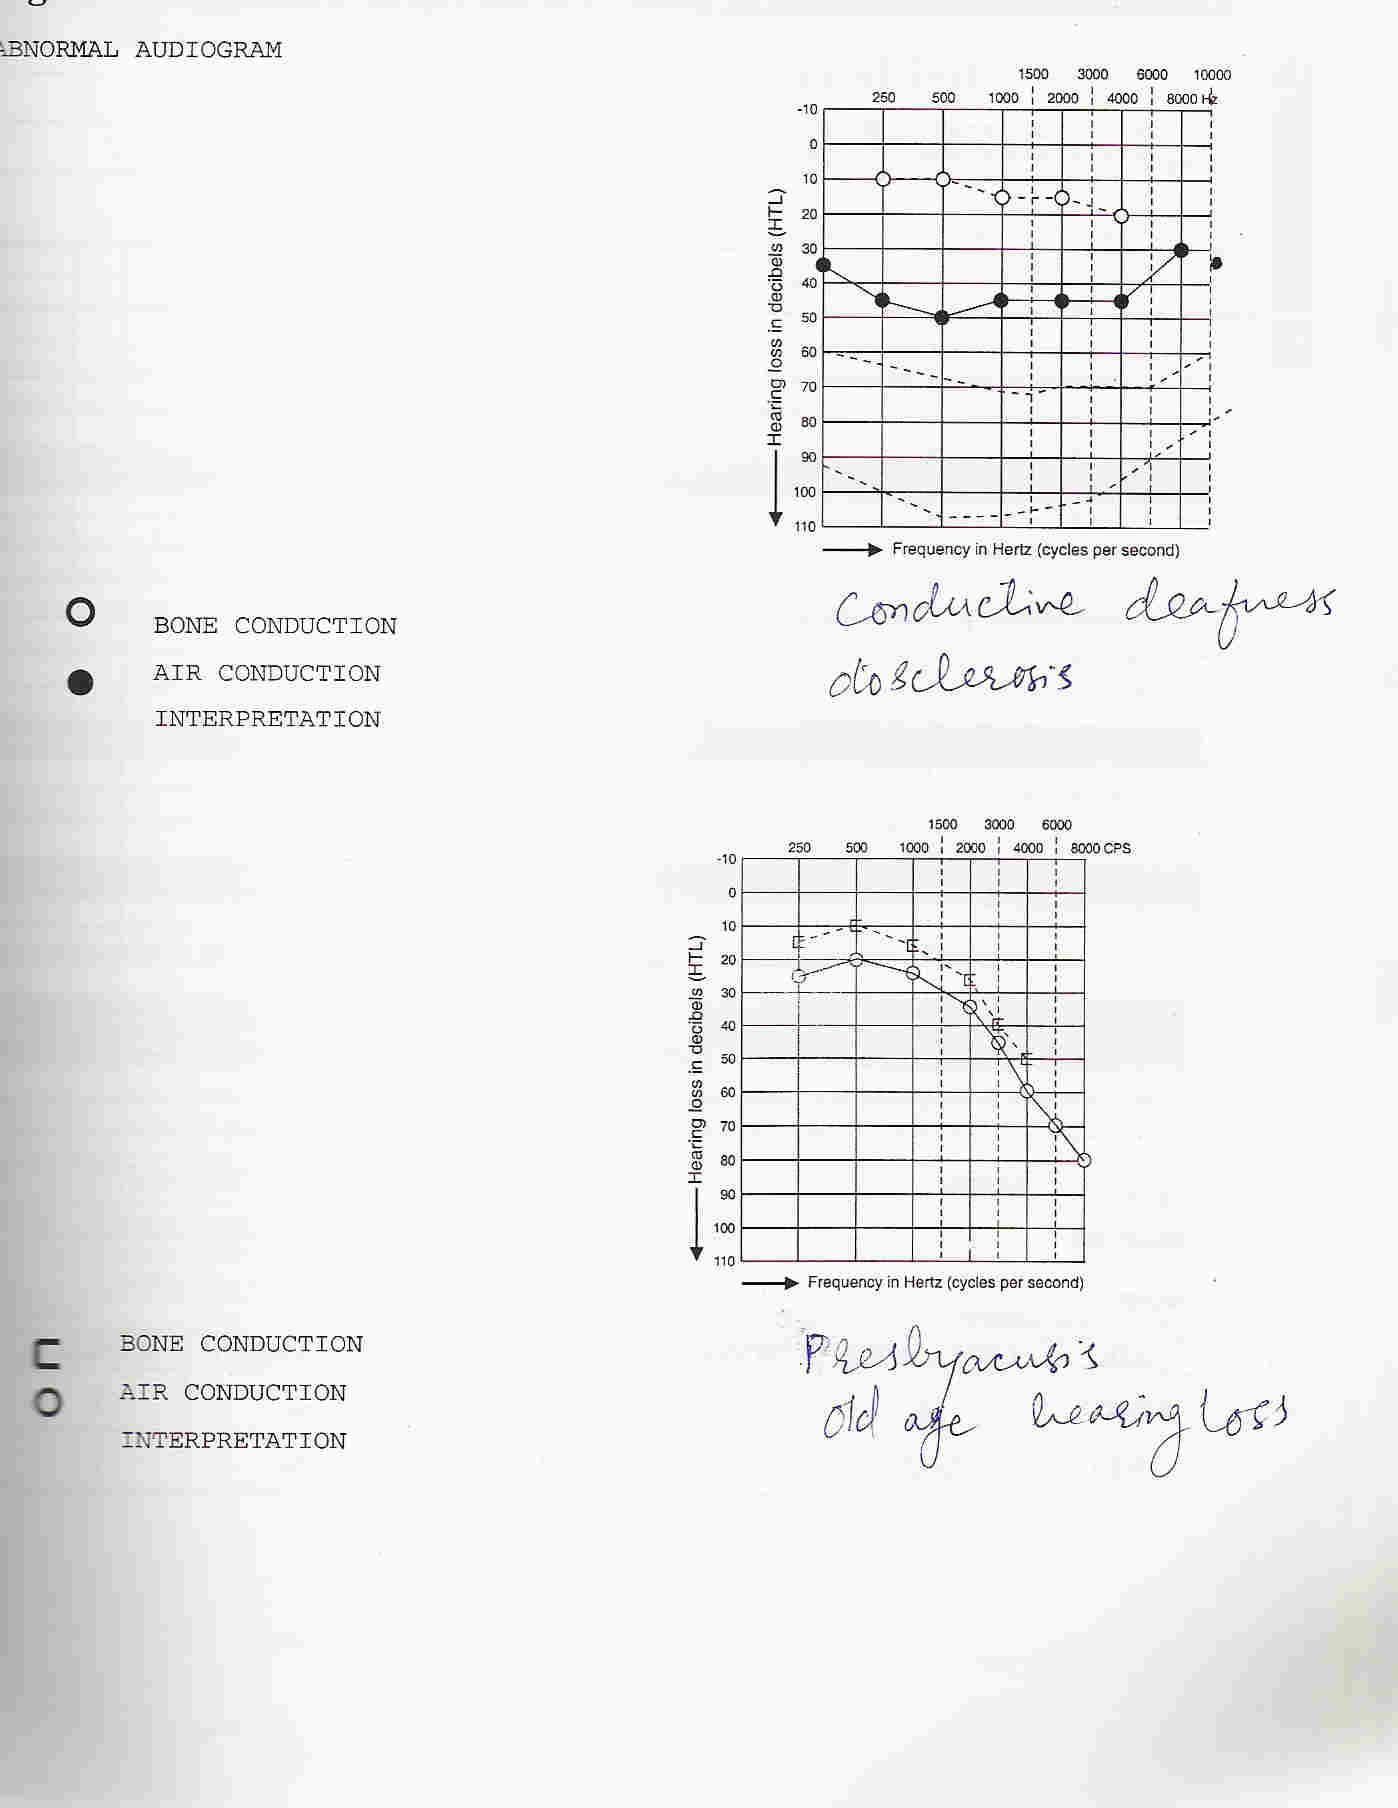 ABNORMAL AUDIOGRAM
1500 3000 6000 10000
250 500 1000 2000 4000 8000 Hz
-10
0
10
20
30
40
50
60
70
80
90
100
110
Hearing loss in decibels (HTL)
Frequency in Hertz (cycles per second)
Conductive deafness
otosclerosis
BONE CONDUCTION
AIR CONDUCTION
INTERPRETATION
1500 3000 6000
250 500 1000 2000 4000 8000 CPS
-10
0
10
20
30
40
50
60
70
80
90
100
110
Hearing loss in decibels (HTL)
Frequency in Hertz (cycles per second)
Presbyacusis
old age hearing loss
BONE CONDUCTION
AIR CONDUCTION
INTERPRETATION